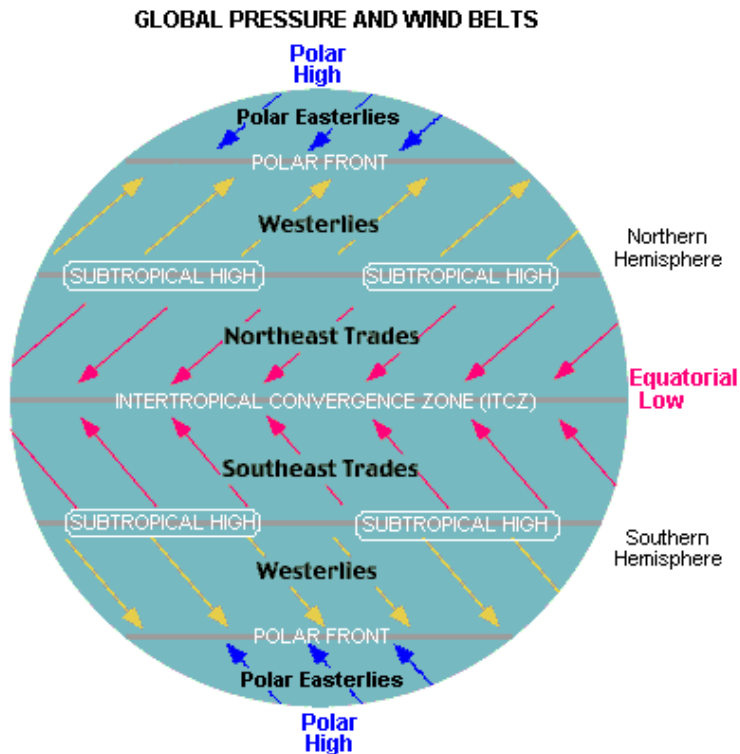 GLOBAL PRESSURE AND WIND BELTS
Polar
High
Polar Easterlies
POLAR FRONT
Westerlies
Northern
Hemisphere
SUBTROPICAL HIGH SUBTROPICAL HIGH
Northeast Trades
Equatorial
Low
INTERTROPICAL CONVERGENCE ZONE (ITCZ)
Southeast Trades
SUBTROPICAL HIGH SUBTROPICAL HIGH
Southern
Hemisphere
Westerlies
POLAR FRONT
Polar Easterlies
Polar
High